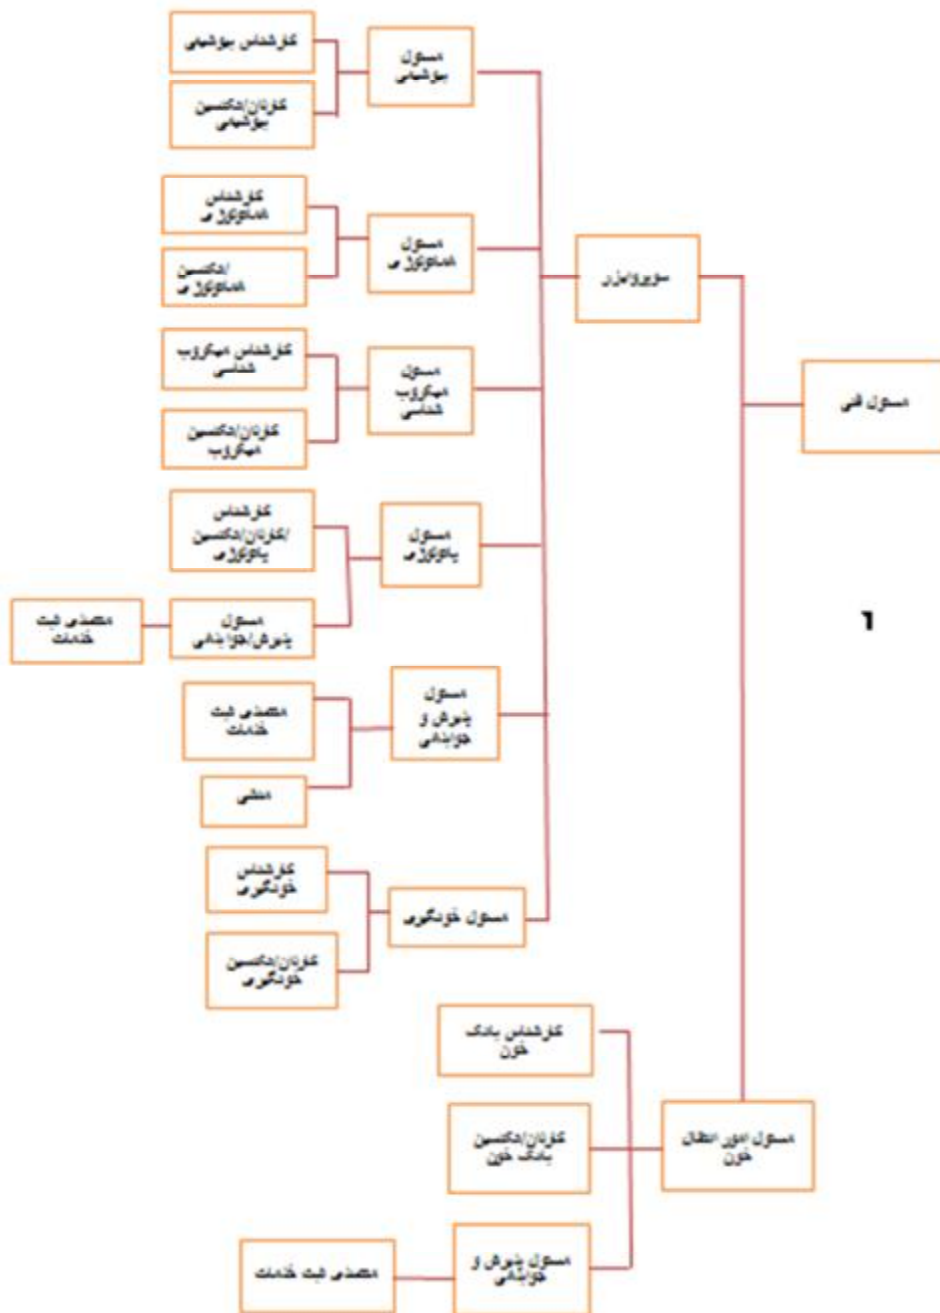 مسئول فنی
سوپروایزر
مسئول
بیوشیمی
کارشناس بیوشیمی
کاردان/تکنسین
بیوشیمی
مسئول
هماتولوژی
کارشناس
هماتولوژی
/تکنسین
هماتولوژی
مسئول
میکروب
شناسی
کارشناس میکروب
شناسی
کاردان/تکنسین
میکروب
مسئول
پاتولوژی
کارشناس
/کاردان/تکنسین
پاتولوژی
مسئول
پذیرش/جوابدهی
متصدی ثبت
خدمات
مسئول
پذیرش و
جوابدهی
متصدی ثبت
خدمات
منشی
مسئول خونگیری
کارشناس
خونگیری
کاردان/تکنسین
خونگیری
مسئول امور انتقال
خون
کارشناس بانک
خون
کاردان/تکنسین
بانک خون
مسئول پذیرش و
جوابدهی
متصدی ثبت خدمات